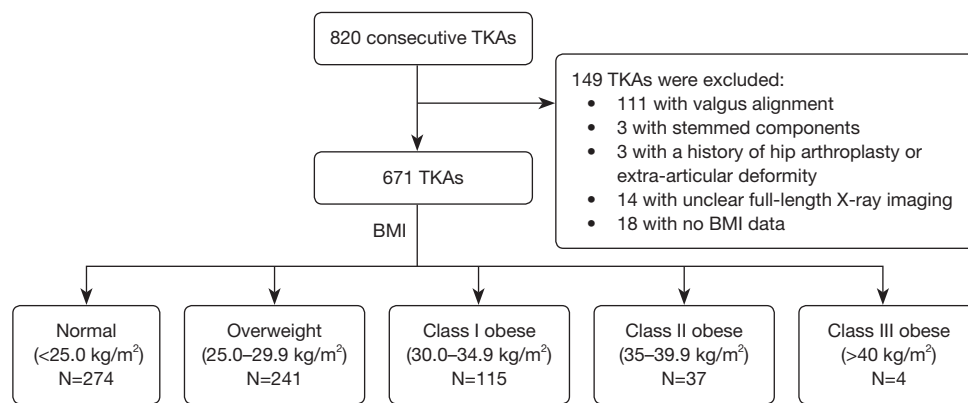 820 consecutive TKAs
149 TKAs were excluded:
• 111 with valgus alignment
• 3 with stemmed components
• 3 with a history of hip arthroplasty or
extra-articular deformity
• 14 with unclear full-length X-ray imaging
• 18 with no BMI data
671 TKAs
BMI
Normal
(<25.0 kg/m²)
N=274
Overweight
(25.0–29.9 kg/m²)
N=241
Class I obese
(30.0–34.9 kg/m²)
N=115
Class II obese
(35–39.9 kg/m²)
N=37
Class III obese
(>40 kg/m²)
N=4